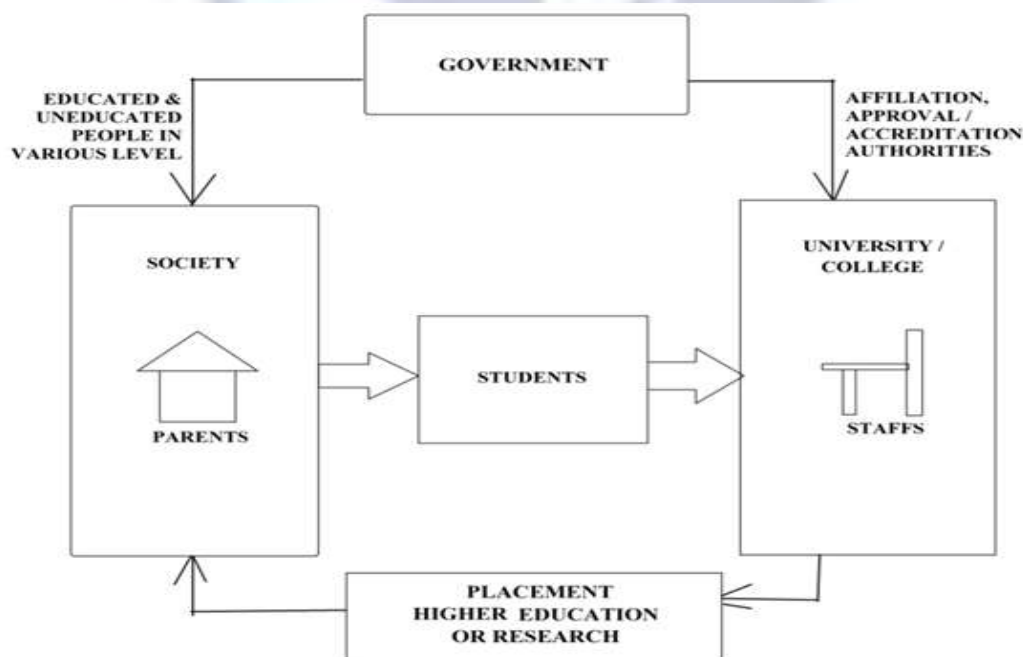 GOVERNMENT
EDUCATED &
UNEDUCATED
PEOPLE IN
VARIOUS LEVEL
AFFILIATION,
APPROVAL /
ACCREDITATION
AUTHORITIES
SOCIETY
PARENTS
STUDENTS
UNIVERSITY /
COLLEGE
STAFFS
PLACEMENT
HIGHER EDUCATION
OR RESEARCH